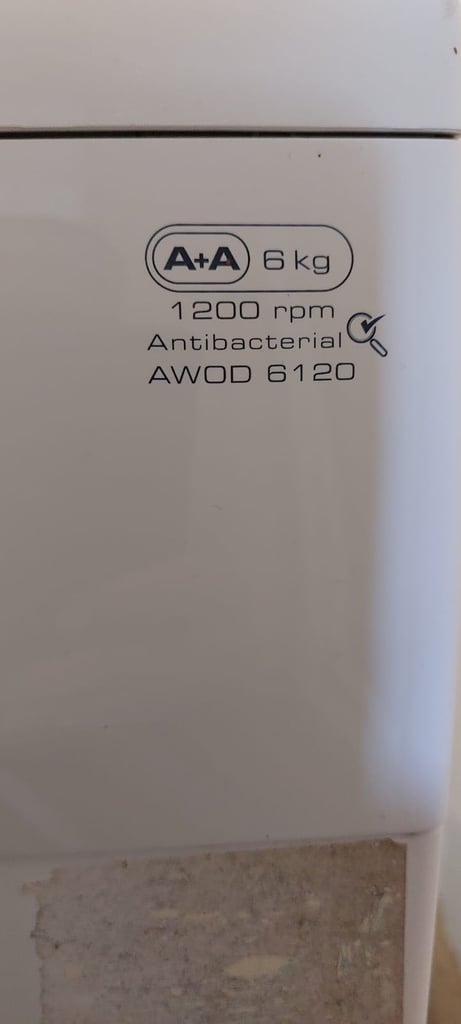 A+A 6 kg
1200 rpm
Antibacterial
AWOD 6120